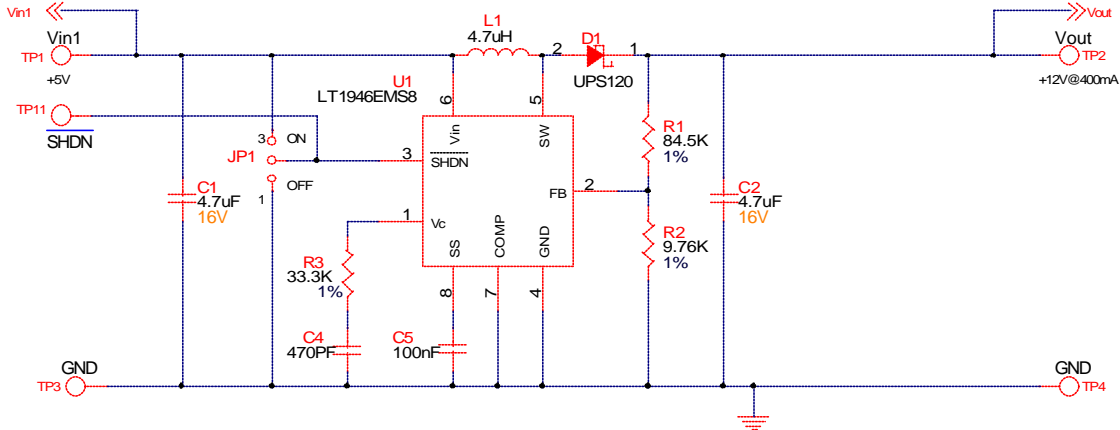 Vin1
Vout
L1
4.7uH
Vin1
TP1
+5V
2
D1
1
UPS120
Vout
TP2
+12V@400mA
U1
LT1946EMS8
TP11
SHDN
6
5
Vin
SW
R1
84.5K
1%
3
ON
JP1
3
SHDN
OFF
1
FB
2
C1
4.7uF
16V
C2
4.7uF
16V
1
Vc
SS
COMP
GND
R2
9.76K
1%
R3
33.3K
1%
8
7
4
C4
470PF
C5
100nF
GND
TP3
GND
TP4